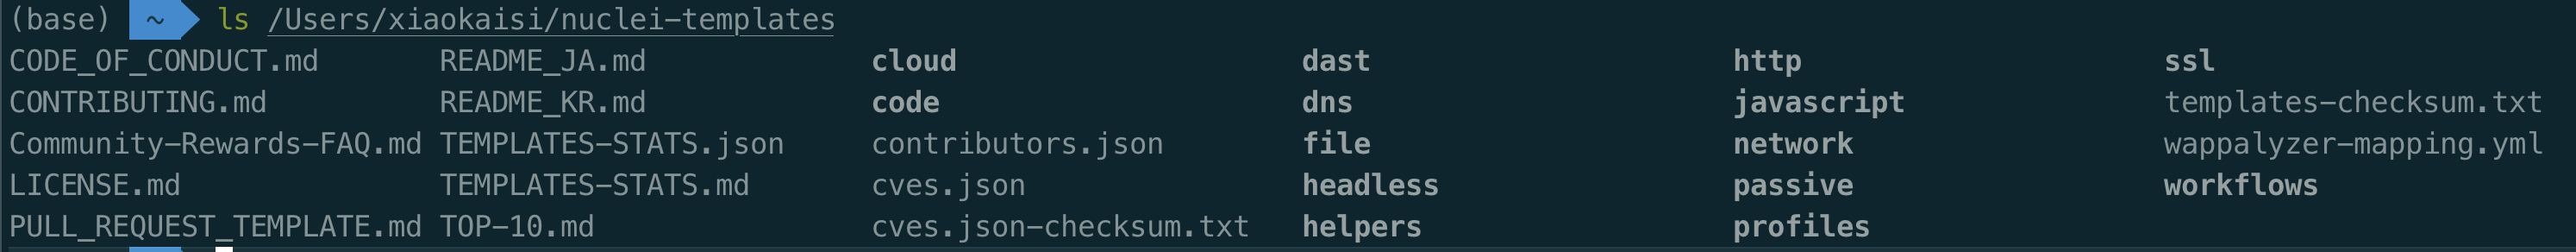 (base) ~ ls /Users/xiaokaisi/nuclei-templates
CODE_OF_CONDUCT.md README_JA.md cloud dast http ssl
CONTRIBUTING.md README_KR.md code dns javascript templates-checksum.txt
Community-Rewards-FAQ.md TEMPLATES-STATS.json contributors.json file network wappalyzer-mapping.yml
LICENSE.md TEMPLATES-STATS.md cves.json headless passive workflows
PULL_REQUEST_TEMPLATE.md TOP-10.md cves.json-checksum.txt helpers profiles